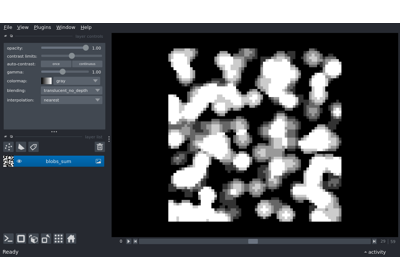 File View Plugins Window Help
opacity: 1.00
contrast limits:
auto-contrast: once continuous
gamma: 1.00
colormap: gray
blending: translucent_no_depth
interpolation: nearest
blobs_sum
Ready
activity